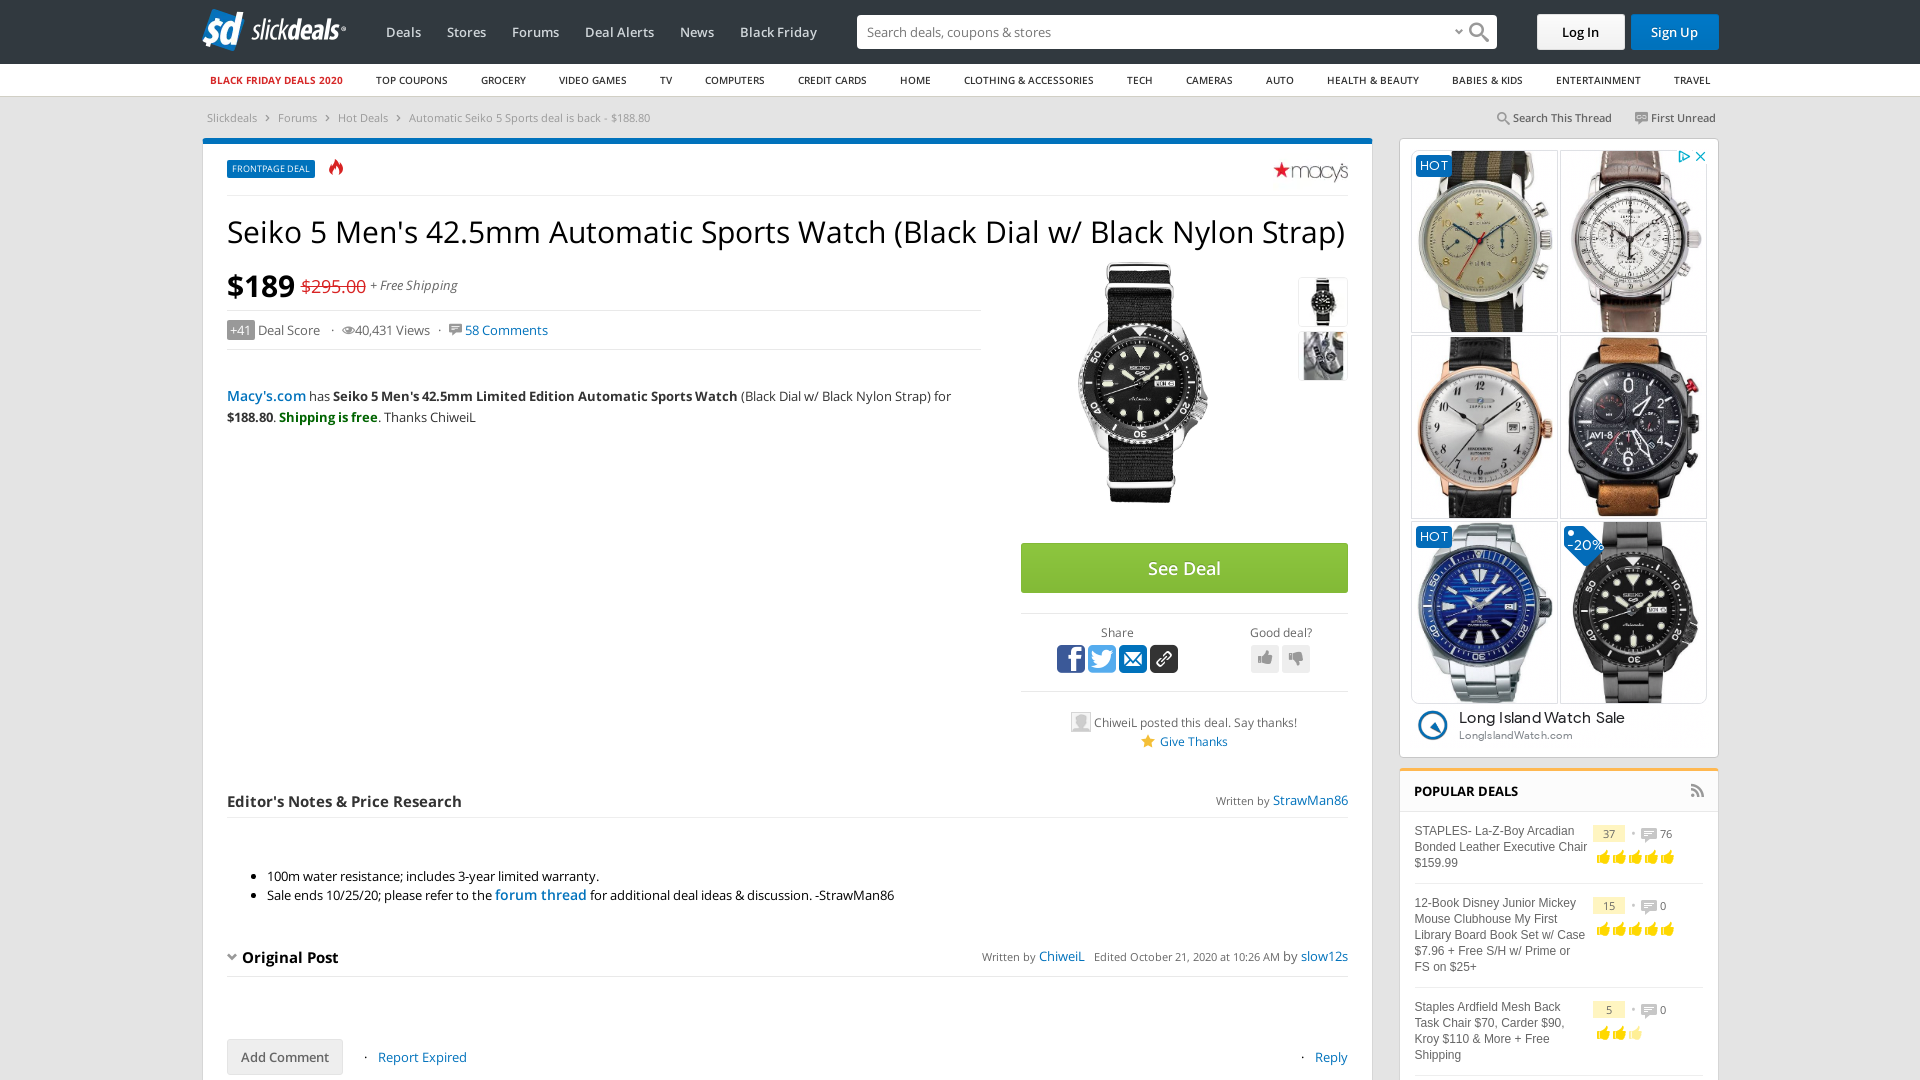 slickdeals
Deals Stores Forums Deal Alerts News Black Friday
Search deals, coupons & shopping
Log In Sign Up
BLACK FRIDAY DEALS 2020 TOP COUPONS GROCERY VIDEO GAMES TV COMPUTERS CREDIT CARDS HOME CLOTHING & ACCESSORIES TECH CAMERAS AUTO HEALTH & BEAUTY BABIES & KIDS ENTERTAINMENT TRAVEL
Slickdeals Forums Hot Deals Automatic Seiko 5 Sports deal is back - $188.80
Search This Thread First Unread
FRONTPAGE DEAL
macy's
Seiko 5 Men's 42.5mm Automatic Sports Watch (Black Dial w/ Black Nylon Strap)
$189 $295.00 + Free Shipping
+41 Deal Score · 40,431 Views · 58 Comments
Macy's.com has Seiko 5 Men's 42.5mm Limited Edition Automatic Sports Watch (Black Dial w/ Black Nylon Strap) for
$188.80. Shipping is free. Thanks ChiweiL
See Deal
Share Good deal?
ChiweiL posted this deal. Say thanks!
Give Thanks
Editor's Notes & Price Research
Written by StrawMan86
100m water resistance; includes 3-year limited warranty.
Sale ends 10/25/20; please refer to the forum thread for additional deal ideas & discussion. -StrawMan86
Original Post
Written by ChiweiL Edited October 21, 2020 at 10:26 AM by slow12s
Add Comment · Report Expired
· Reply
HOT
AVI-8
HOT
-20%
Long Island Watch Sale
LongIslandWatch.com
POPULAR DEALS
STAPLES- La-Z-Boy Arcadian
Bonded Leather Executive Chair
$159.99
37 • 76
12-Book Disney Junior Mickey
Mouse Clubhouse My First
Library Board Book Set w/ Case
$7.96 + Free S/H w/ Prime or
FS on $25+
15 • 0
Staples Ardfield Mesh Back
Task Chair $70, Carder $90,
Kroy $110 & More + Free
Shipping
5 • 0